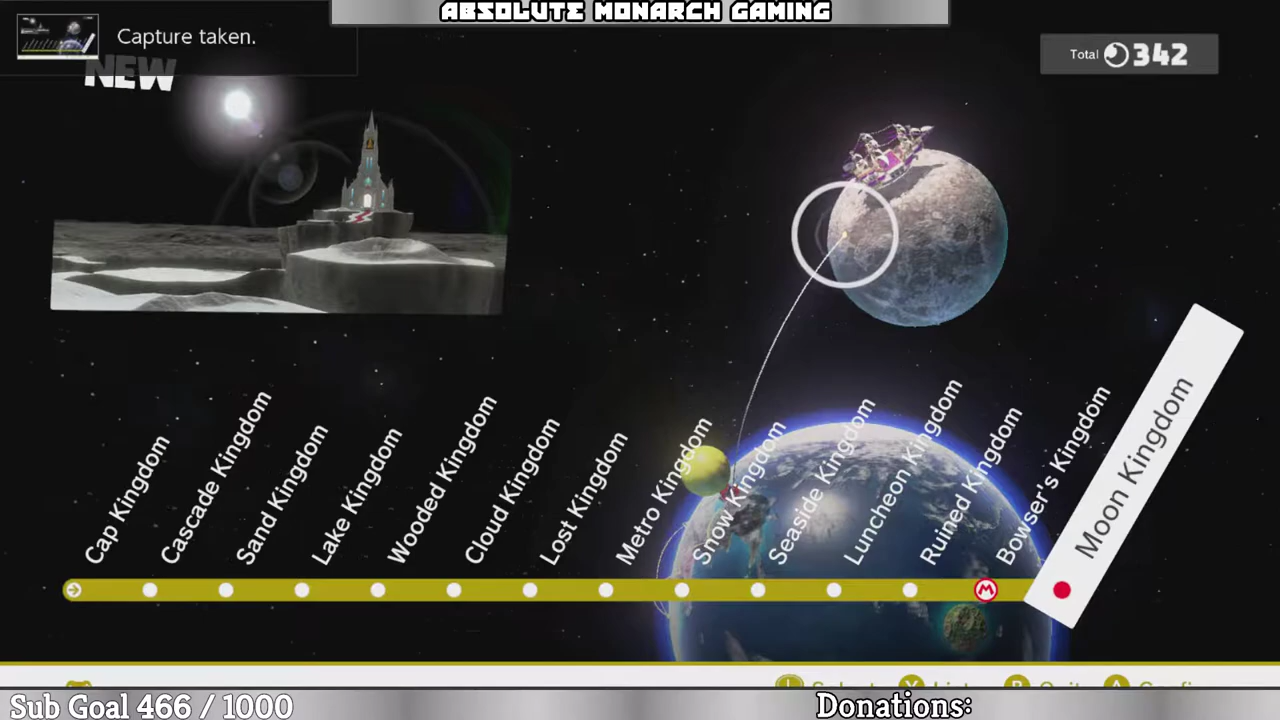 ABSOLUTE MONARCH GAMING
Capture taken.
NEW
Total 342
Cap Kingdom
Cascade Kingdom
Sand Kingdom
Lake Kingdom
Wooded Kingdom
Cloud Kingdom
Lost Kingdom
Metro Kingdom
Snow Kingdom
Seaside Kingdom
Luncheon Kingdom
Ruined Kingdom
Bowser's Kingdom
Moon Kingdom
Sub Goal 466 / 1000
Donations: